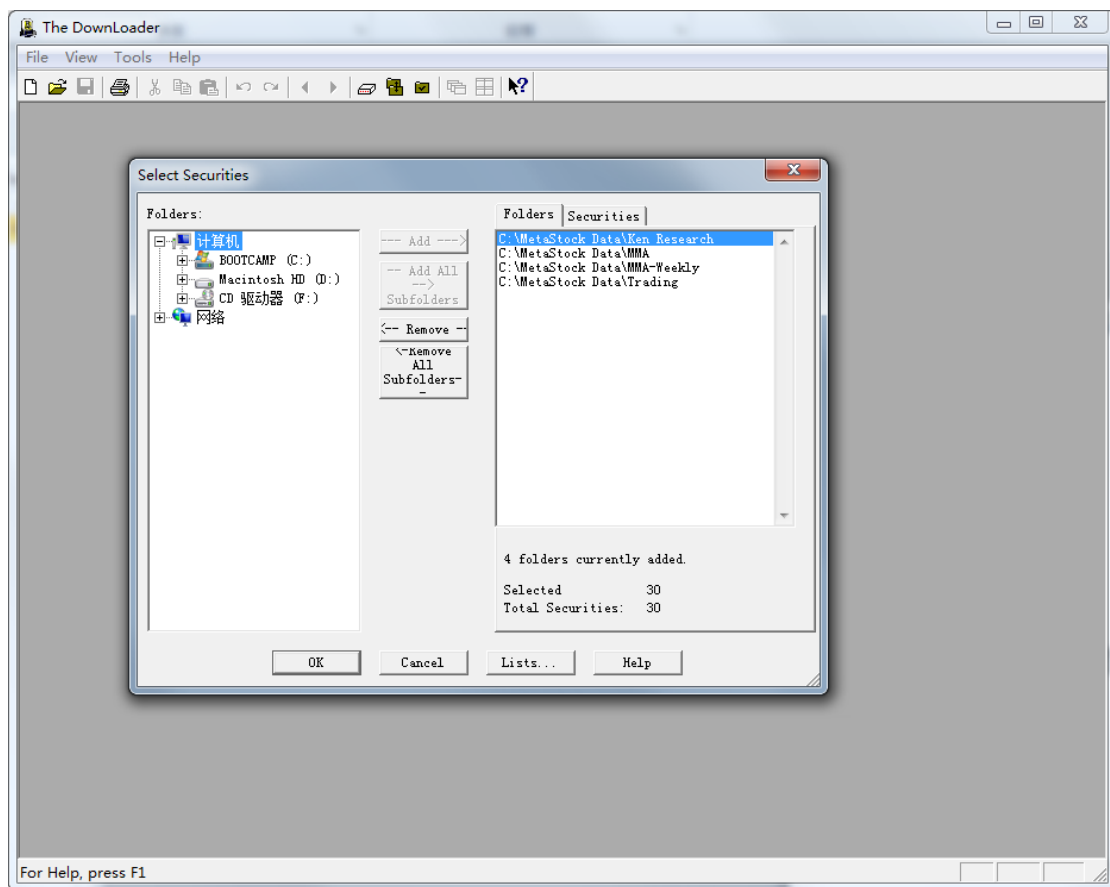 The DownLoader
File View Tools Help
Select Securities
Folders:
计算机
BOOTCAMP (C:)
Macintosh HD (D:)
CD 驱动器 (F:)
网络
--- Add --->
-- Add All
-->
Subfolders
<-- Remove --
<-Remove
All
Subfolders-
-
Folders Securities
C:\MetaStock Data\Ken Research
C:\MetaStock Data\MMA
C:\MetaStock Data\MMA-Weekly
C:\MetaStock Data\Trading
4 folders currently added.
Selected 30
Total Securities: 30
OK Cancel Lists... Help
For Help, press F1